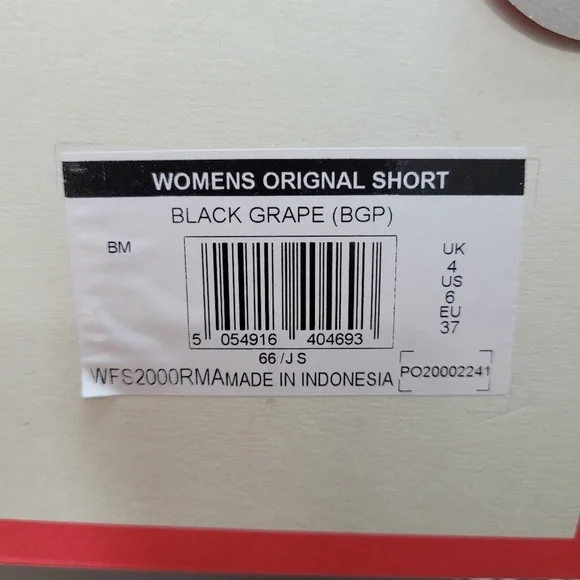 WOMENS ORIGNAL SHORT
BLACK GRAPE (BGP)
BM
UK
4
US
6
EU
37
5 054916 404693
66 /J S
WFS2000RMA MADE IN INDONESIA
PO20002241